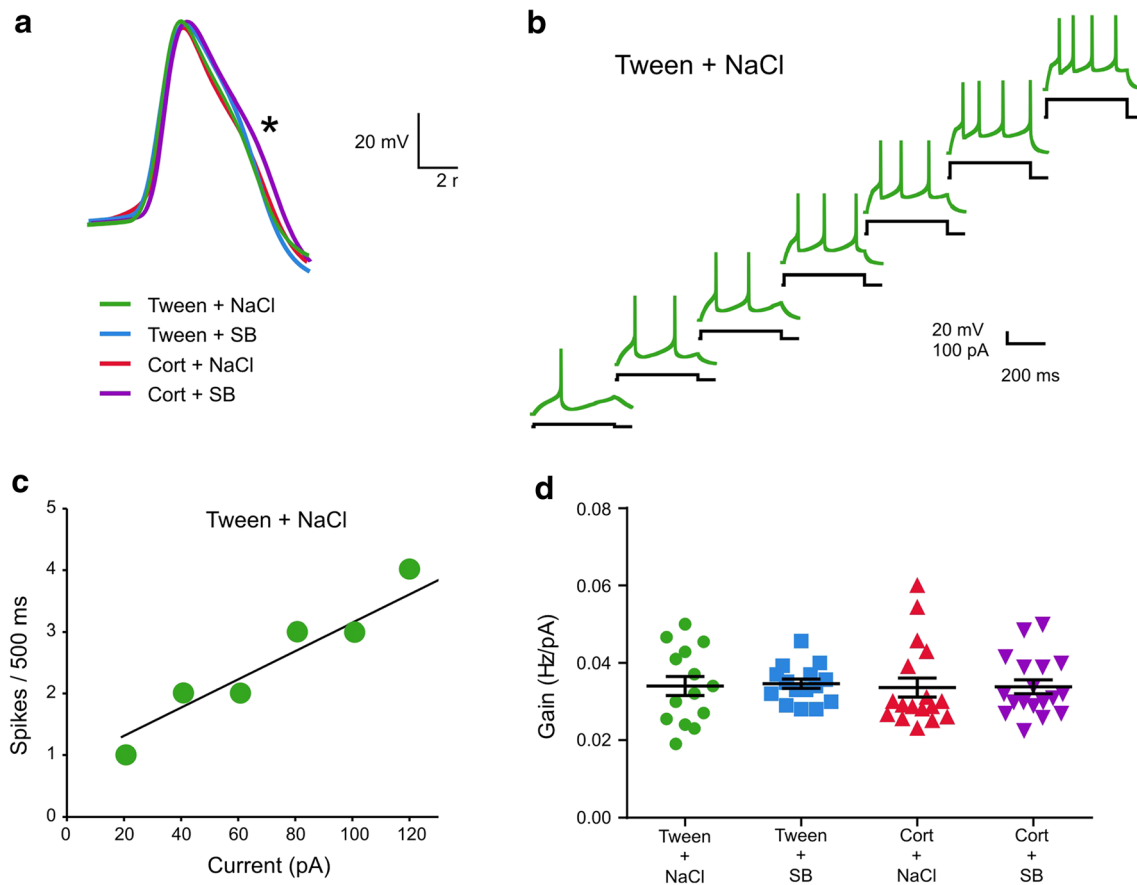 a
*
20 mV
2 r
Tween + NaCl
Tween + SB
Cort + NaCl
Cort + SB
b
Tween + NaCl
20 mV
100 pA
200 ms
c
Tween + NaCl
Spikes / 500 ms
5
4
3
2
1
0
0 20 40 60 80 100 120
Current (pA)
d
Gain (Hz/pA)
0.08
0.06
0.04
0.02
0.00
Tween Tween Cort Cort
+ + + +
NaCl SB NaCl SB